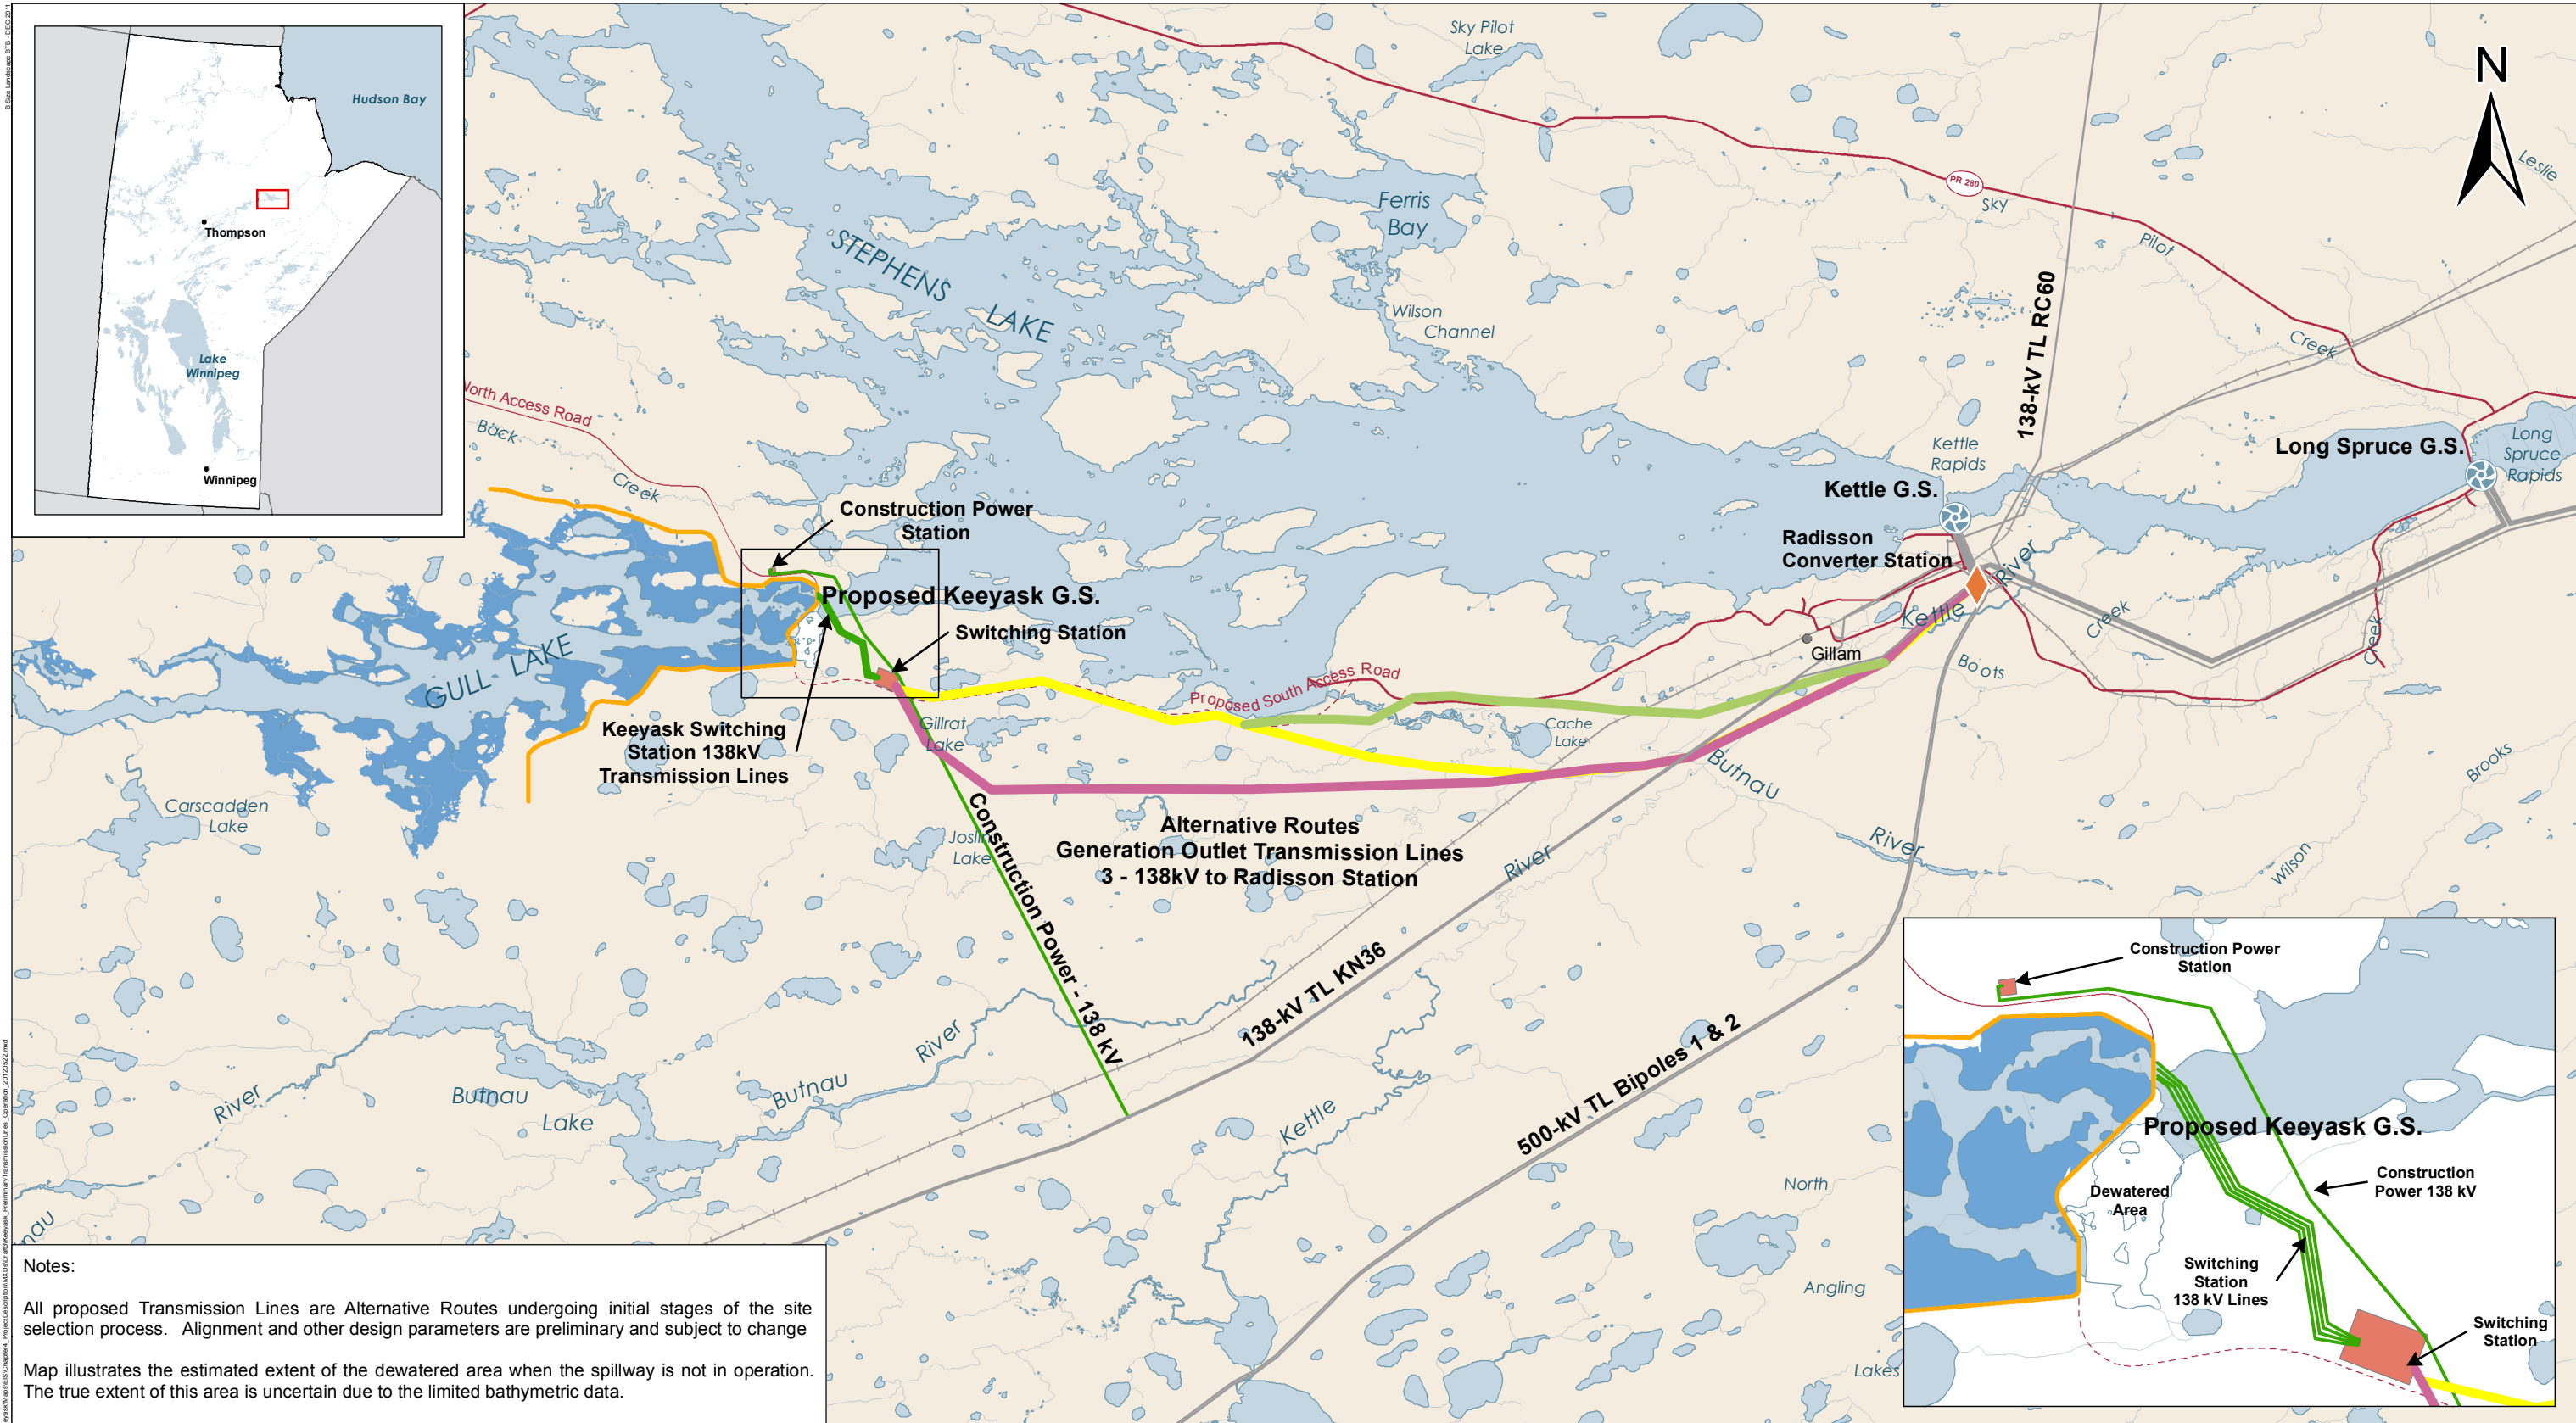 Hudson Bay
Thompson
Lake
Winnipeg
Winnipeg
B Size Landscape BTB - DEC 2011
N
Sky Pilot
Lake
Leslie
PR 280
Sky
Pilot
Creek
Ferris
Bay
STEPHENS
LAKE
Wilson
Channel
138-kV TL RC60
North Access Road
Back
Creek
Kettle
Rapids
Long Spruce G.S.
Long
Spruce
Rapids
Kettle G.S.
Radisson
Converter Station
River
Kettle
Creek
Creek
Construction Power
Station
Proposed Keeyask G.S.
Switching Station
GULL LAKE
Gillam
Boots
Proposed South Access Road
Keeyask Switching
Station 138kV
Transmission Lines
Gillrat
Lake
Cache
Lake
Butnau
River
Brooks
Wilson
Carscadden
Lake
Joslin
Lake
Alternative Routes
Generation Outlet Transmission Lines
3 - 138kV to Radisson Station
River
Construction Power - 138 kV
138-kV TL KN36
500-kV TL Bipoles 1 & 2
River
Butnau
Lake
Butnau
River
Kettle
North
Angling
Lakes
nau
Construction Power
Station
Proposed Keeyask G.S.
Construction
Power 138 kV
Dewatered
Area
Switching
Station
138 kV Lines
Switching
Station
Notes:
All proposed Transmission Lines are Alternative Routes undergoing initial stages of the site
selection process. Alignment and other design parameters are preliminary and subject to change
Map illustrates the estimated extent of the dewatered area when the spillway is not in operation.
The true extent of this area is uncertain due to the limited bathymetric data.